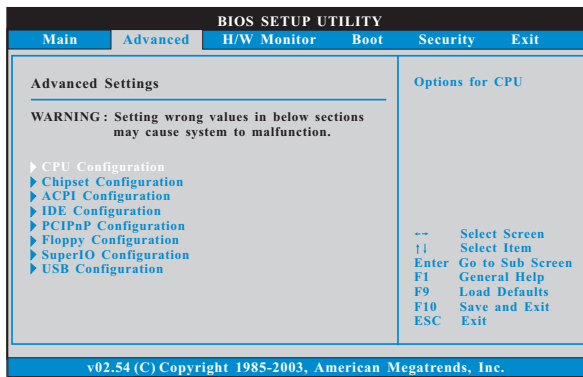 BIOS SETUP UTILITY
Main Advanced H/W Monitor Boot Security Exit
Advanced Settings
WARNING : Setting wrong values in below sections
may cause system to malfunction.
CPU Configuration
Chipset Configuration
ACPI Configuration
IDE Configuration
PCIPnP Configuration
Floppy Configuration
SuperIO Configuration
USB Configuration
Options for CPU
←→ Select Screen
↑↓ Select Item
Enter Go to Sub Screen
F1 General Help
F9 Load Defaults
F10 Save and Exit
ESC Exit
v02.54 (C) Copyright 1985-2003, American Megatrends, Inc.